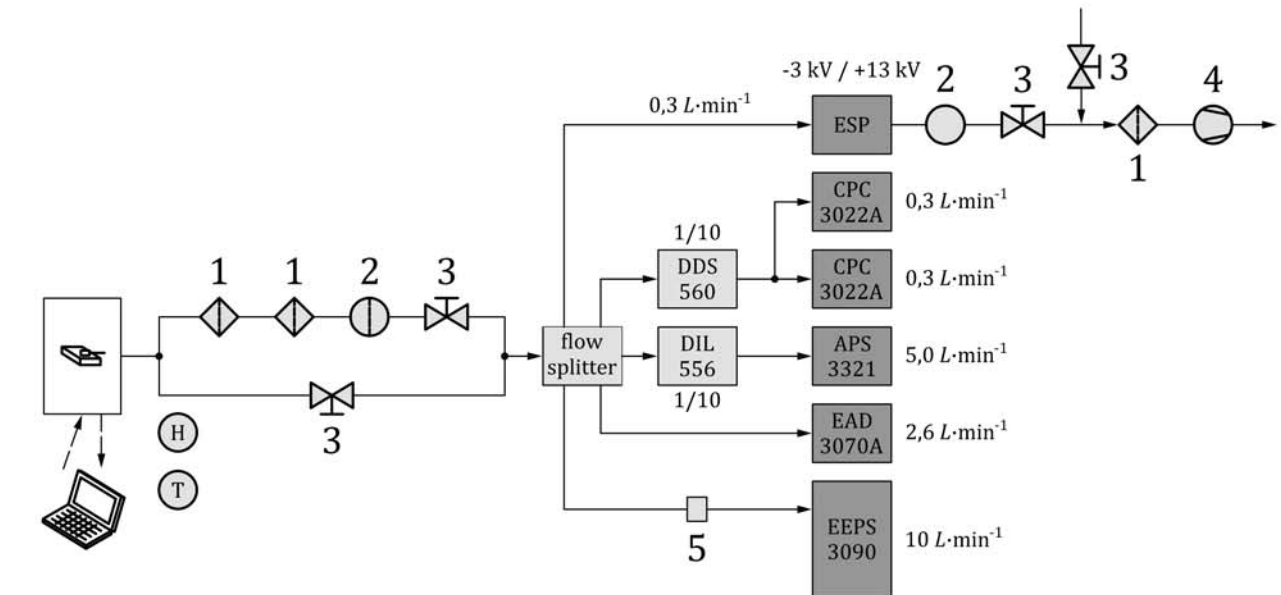 -3 kV / +13 kV
2
3
3
4
0,3 L·min⁻¹
ESP
1
CPC
3022A
0,3 L·min⁻¹
1/10
DDS
560
CPC
3022A
0,3 L·min⁻¹
1
1
2
3
flow
splitter
DIL
556
1/10
APS
3321
5,0 L·min⁻¹
3
H
T
EAD
3070A
2,6 L·min⁻¹
5
EEPS
3090
10 L·min⁻¹